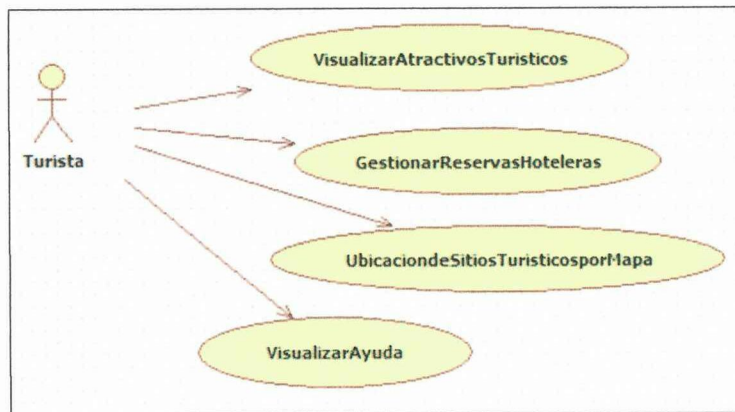 VisualizarAtractivosTuristicos
Turista
GestionarReservasHoteleras
UbicaciondeSitiosTuristicosporMapa
VisualizarAyuda